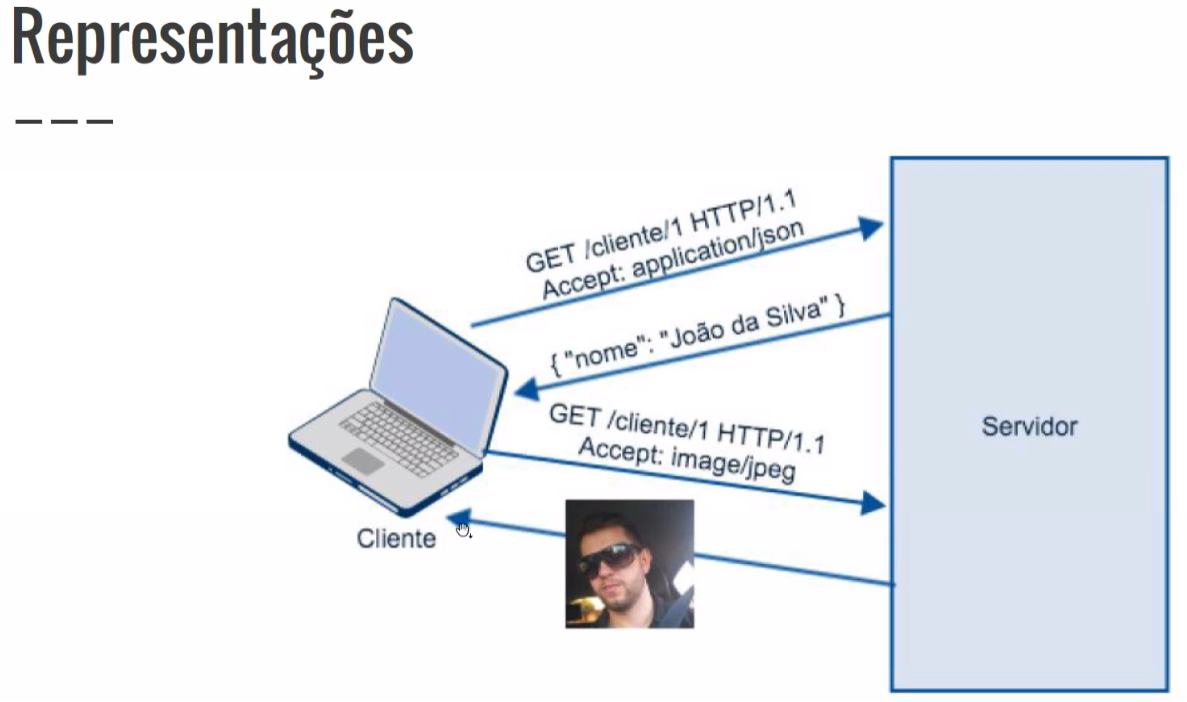 Representações
GET /cliente/1 HTTP/1.1
Accept: application/json
{ "nome": "João da Silva" }
GET /cliente/1 HTTP/1.1
Accept: image/jpeg
Servidor
Cliente